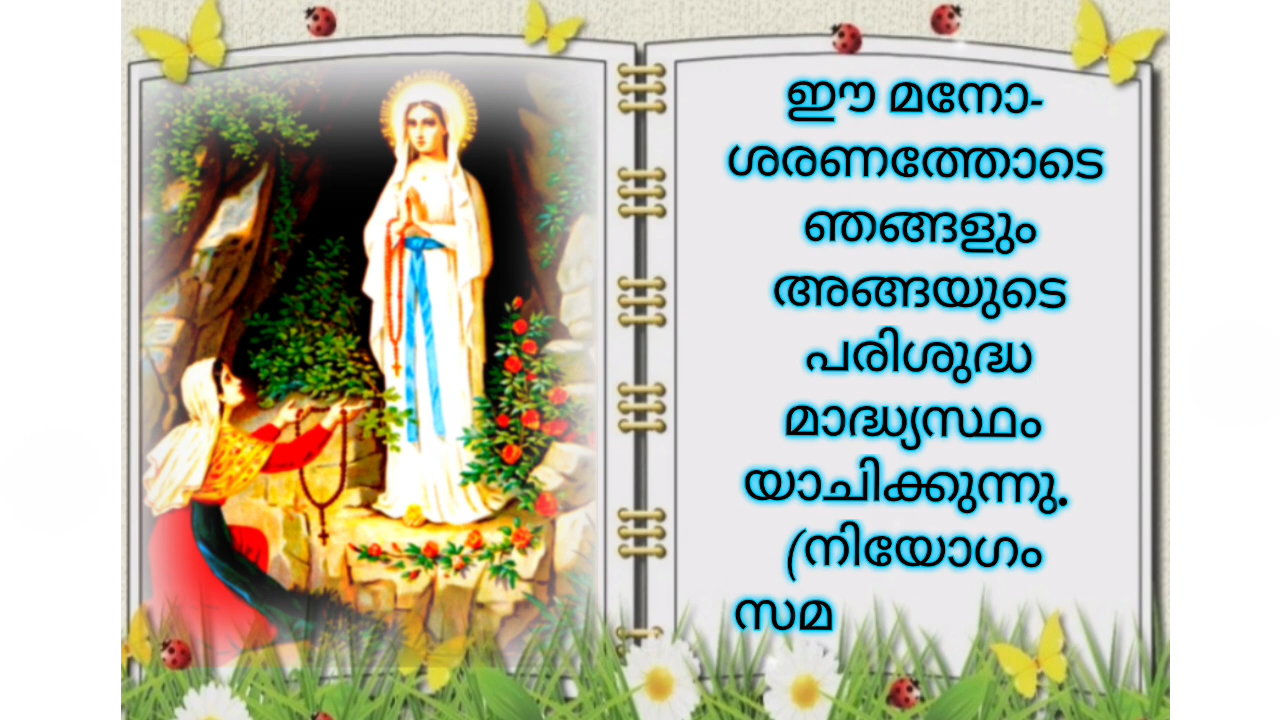 ഈ മനോ-
ശരണത്തോടെ
ഞങ്ങളും
അങ്ങയുടെ
പരിശുദ്ധ
മാദ്ധ്യസ്ഥം
യാചിക്കുന്നു.
(നിയോഗം
സമ